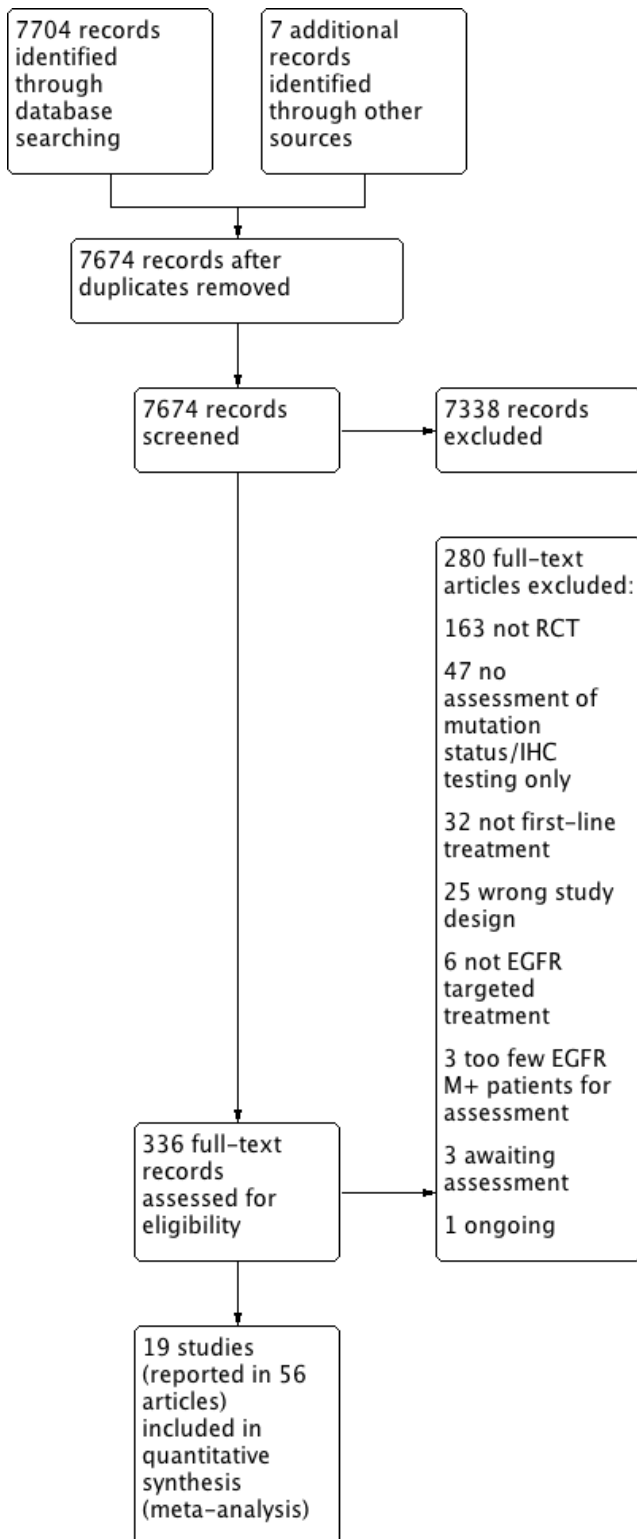 7704 records
identified
through
database
searching
7 additional
records
identified
through other
sources
7674 records after
duplicates removed
7674 records
screened
7338 records
excluded
280 full-text
articles excluded:
163 not RCT
47 no
assessment of
mutation
status/IHC
testing only
32 not first-line
treatment
25 wrong study
design
6 not EGFR
targeted
treatment
3 too few EGFR
M+ patients for
assessment
3 awaiting
assessment
1 ongoing
336 full-text
records
assessed for
eligibility
19 studies
(reported in 56
articles)
included in
quantitative
synthesis
(meta-analysis)